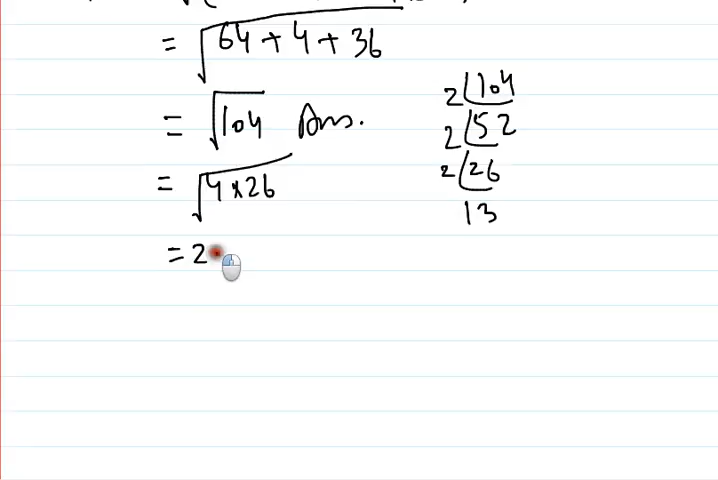 = √64 + 4 + 36
= √104 Ans.
= √4 × 26
= 2
2 | 104
2 | 52
2 | 26
13